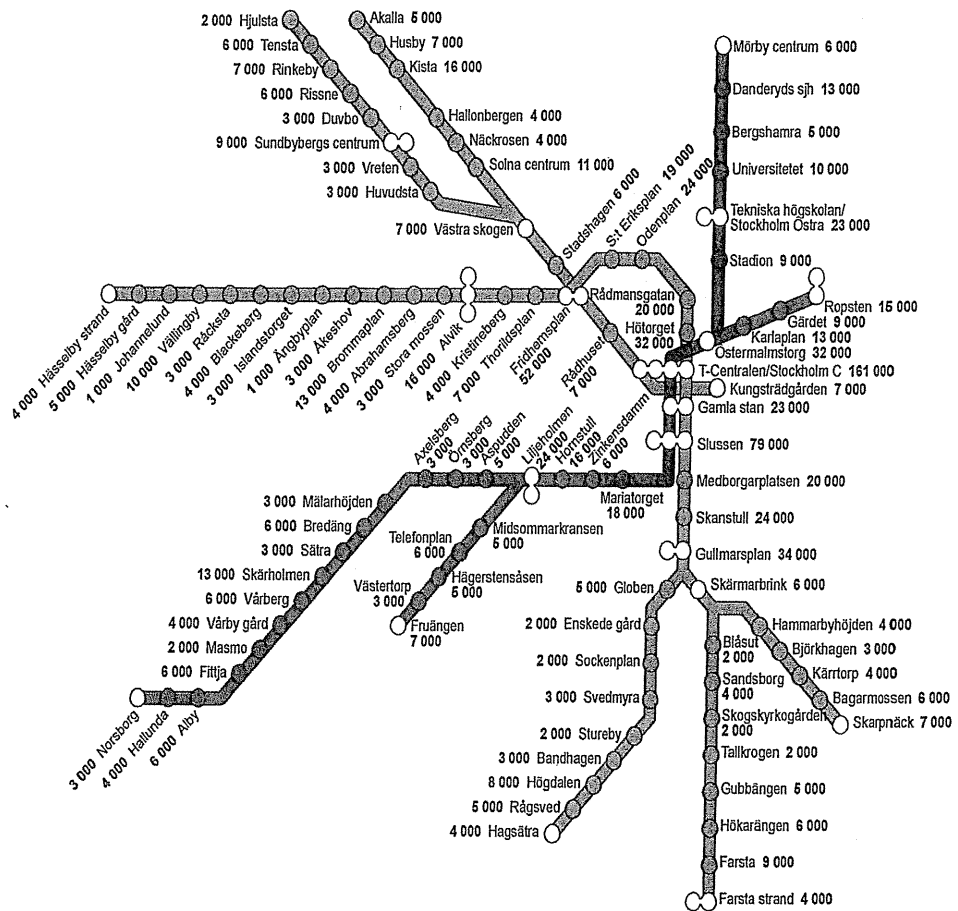 2 000 Hjulsta
6 000 Tensta
7 000 Rinkeby
6 000 Rissne
3 000 Duvbo
9 000 Sundbybergs centrum
3 000 Vreten
3 000 Huvudsta
7 000 Västra skogen
Akalla 5 000
Husby 7 000
Kista 16 000
Hallonbergen 4 000
Näckrosen 4 000
Solna centrum 11 000
Stadshagen 6 000
S:t Eriksplan 19 000
Odenplan 24 000
Mörby centrum 6 000
Danderyds sjh 13 000
Bergshamra 5 000
Universitetet 10 000
Tekniska högskolan/
Stockholm Östra 23 000
Stadion 9 000
Ropsten 15 000
Gärdet 9 000
Karlaplan 13 000
Östermalmstorg 32 000
Rådmansgatan
20 000
Hötorget
32 000
4 000 Hässelby strand
5 000 Hässelby gård
1 000 Johannelund
10 000 Vällingby
3 000 Råcksta
4 000 Blackeberg
3 000 Islandstorget
1 000 Ängbyplan
3 000 Åkeshov
13 000 Brommaplan
4 000 Abrahamsberg
3 000 Stora mossen
16 000 Alvik
4 000 Kristineberg
7 000 Thorildsplan
Fridhemsplan
52 000
Rådhuset
7 000
T-Centralen/Stockholm C 161 000
Kungsträdgården 7 000
Gamla stan 23 000
Slussen 79 000
Medborgarplatsen 20 000
Skanstull 24 000
Gullmarsplan 34 000
Skärmarbrink 6 000
Axelsberg
3 000
Örnsberg
3 000
Aspudden
5 000
Liljeholmen
24 000
Hornstull
16 000
Zinkensdamm
6 000
Mariatorget
18 000
3 000 Mälarhöjden
6 000 Bredäng
3 000 Sätra
13 000 Skärholmen
6 000 Vårberg
4 000 Vårby gård
2 000 Masmo
6 000 Fittja
3 000 Norsborg
4 000 Hallunda
6 000 Alby
Midsommarkransen
5 000
Telefonplan
6 000
Hägerstensåsen
5 000
Västertorp
3 000
Fruängen
7 000
5 000 Globen
2 000 Enskede gård
2 000 Sockenplan
3 000 Svedmyra
2 000 Stureby
3 000 Bandhagen
8 000 Högdalen
5 000 Rågsved
4 000 Hagsätra
Hammarbyhöjden 4 000
Björkhagen 3 000
Kärrtorp 4 000
Bagarmossen 6 000
Skarpnäck 7 000
Blåsut
2 000
Sandsborg
4 000
Skogskyrkogården
2 000
Tallkrogen 2 000
Gubbängen 5 000
Hökarängen 6 000
Farsta 9 000
Farsta strand 4 000